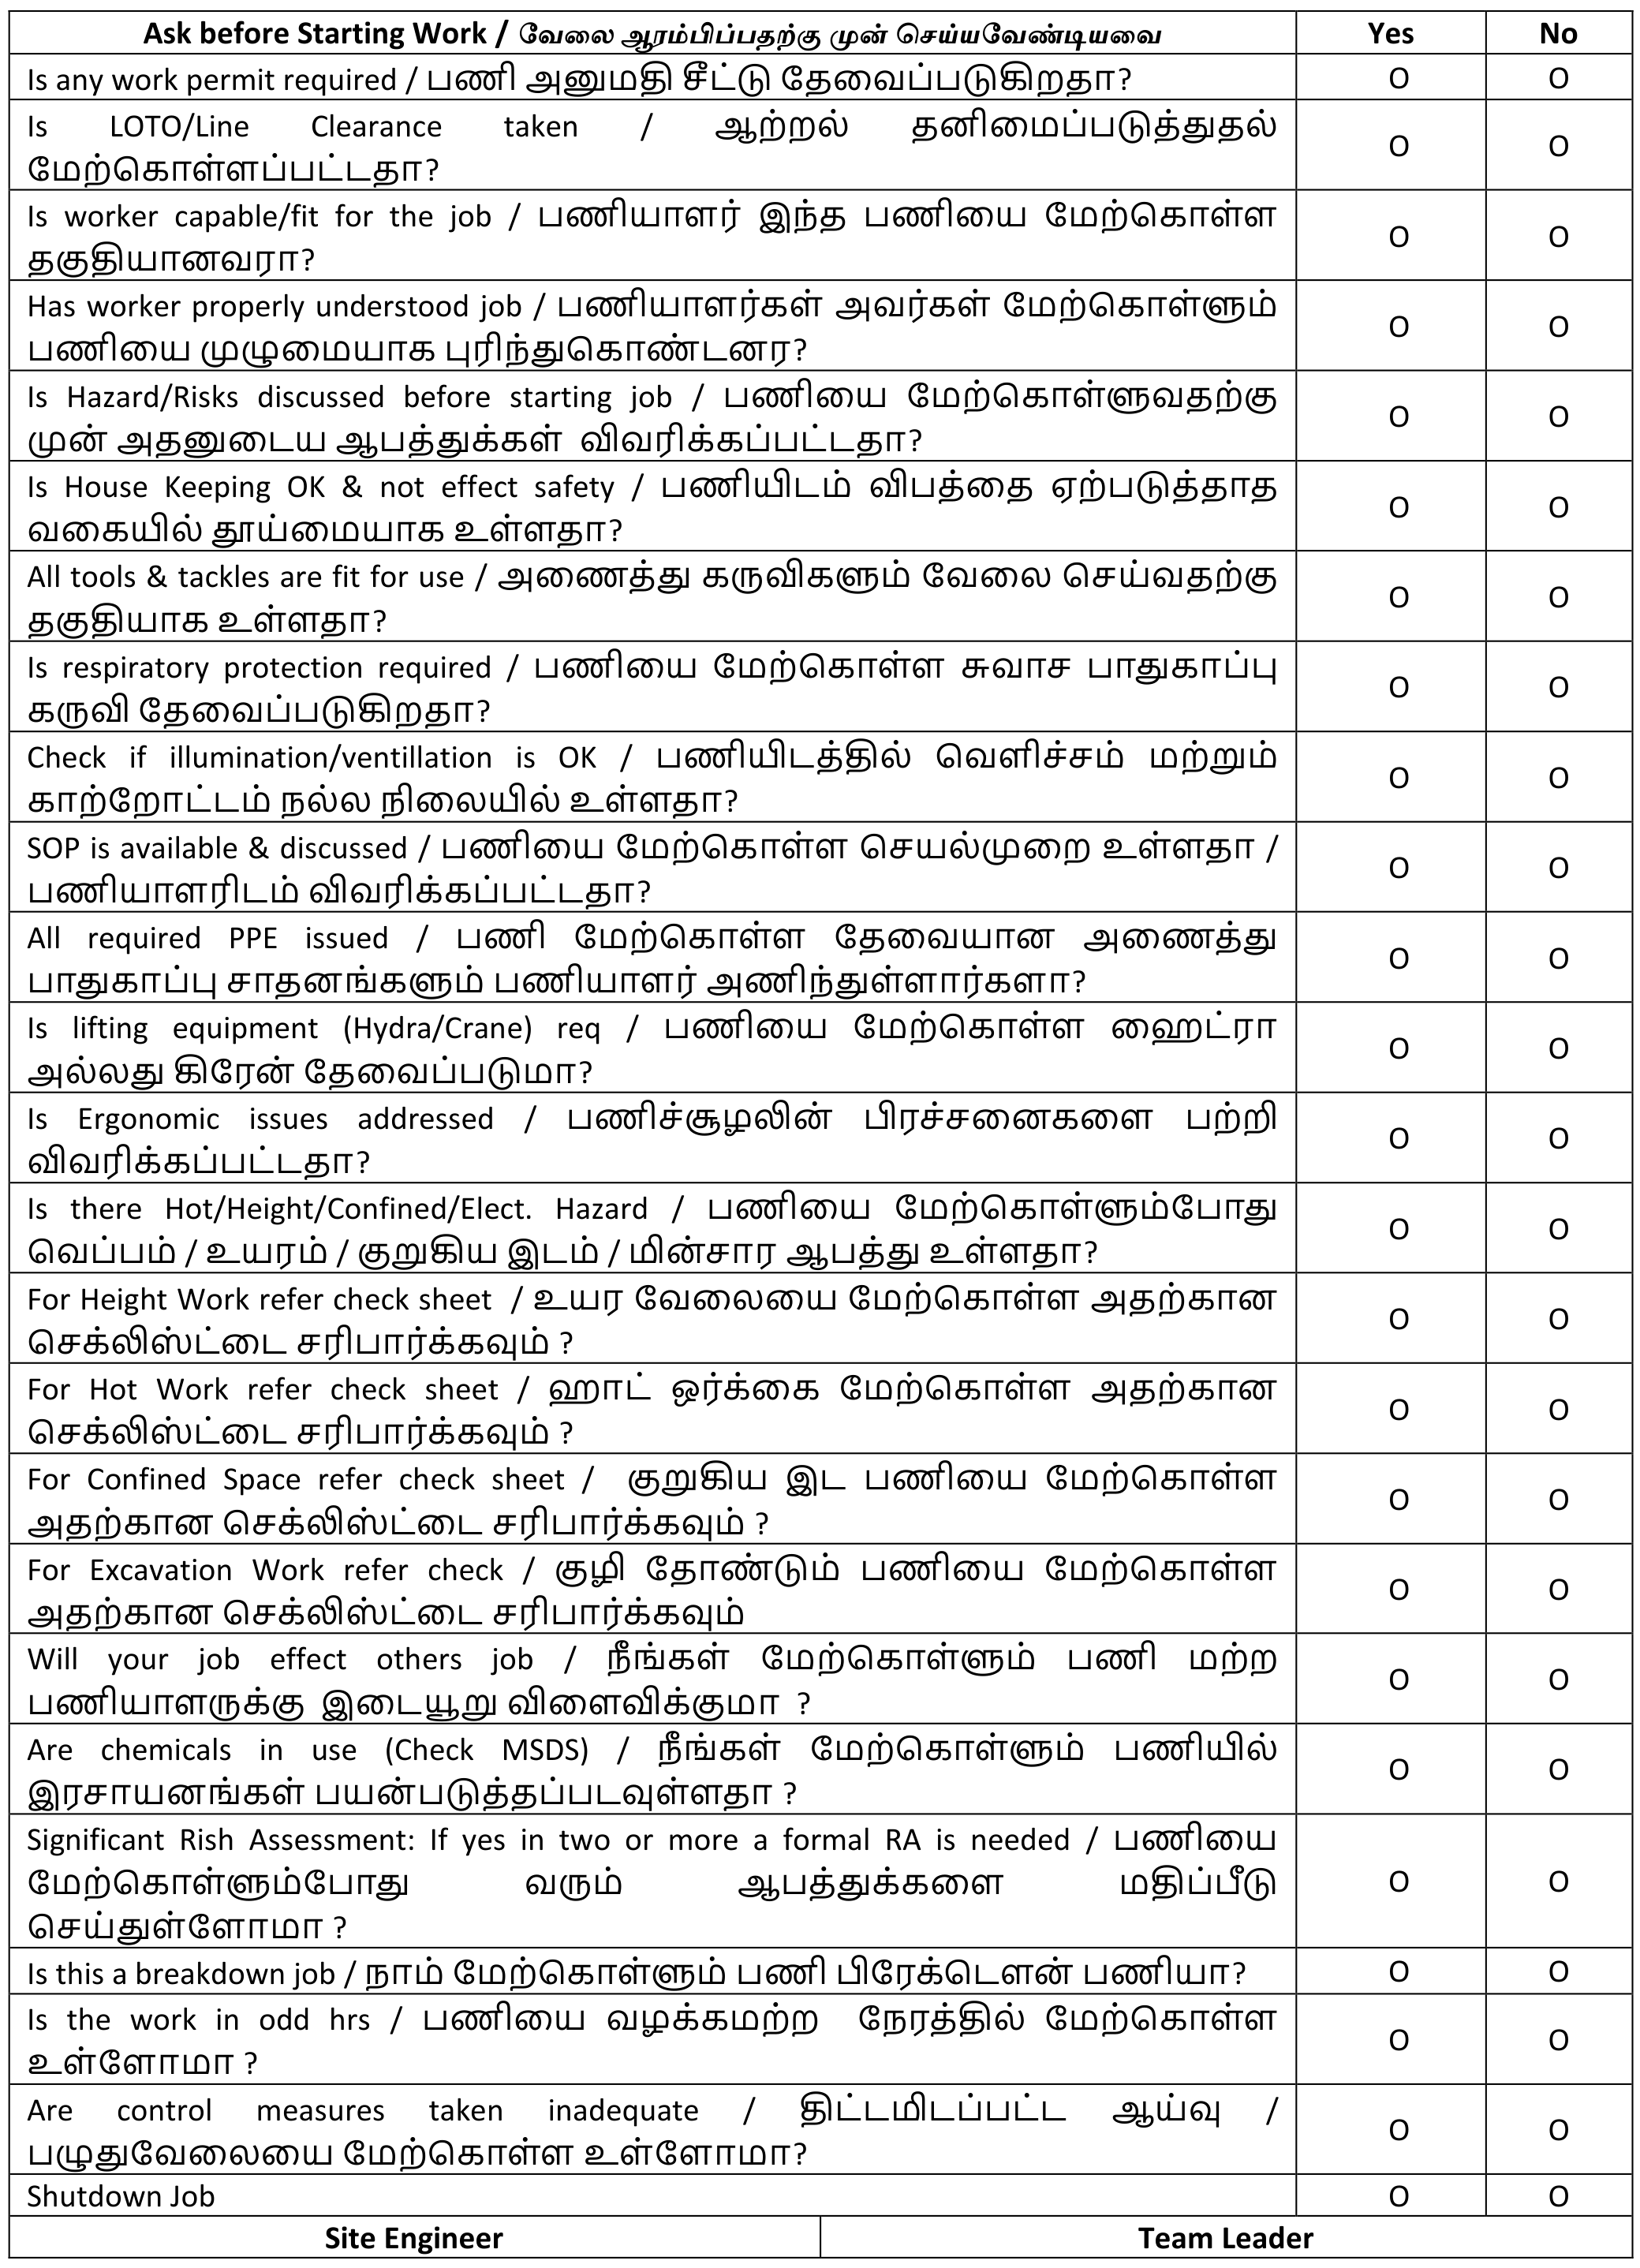 Ask before Starting Work / வேலை ஆரம்பிப்பதற்கு முன் செய்யவேண்டியவை Yes No
Is any work permit required / பணி அனுமதி சீட்டு தேவைப்படுகிறதா? O O
Is LOTO/Line Clearance taken / ஆற்றல் தனிமைப்படுத்துதல்
மேற்கொள்ளப்பட்டதா? O O
Is worker capable/fit for the job / பணியாளர் இந்த பணியை மேற்கொள்ள
தகுதியானவரா? O O
Has worker properly understood job / பணியாளர்கள் அவர்கள் மேற்கொள்ளும்
பணியை முழுமையாக புரிந்துகொண்டனர? O O
Is Hazard/Risks discussed before starting job / பணியை மேற்கொள்ளுவதற்கு
முன் அதனுடைய ஆபத்துக்கள் விவரிக்கப்பட்டதா? O O
Is House Keeping OK & not effect safety / பணியிடம் விபத்தை ஏற்படுத்தாத
வகையில் தூய்மையாக உள்ளதா? O O
All tools & tackles are fit for use / அணைத்து கருவிகளும் வேலை செய்வதற்கு
தகுதியாக உள்ளதா? O O
Is respiratory protection required / பணியை மேற்கொள்ள சுவாச பாதுகாப்பு
கருவி தேவைப்படுகிறதா? O O
Check if illumination/ventillation is OK / பணியிடத்தில் வெளிச்சம் மற்றும்
காற்றோட்டம் நல்ல நிலையில் உள்ளதா? O O
SOP is available & discussed / பணியை மேற்கொள்ள செயல்முறை உள்ளதா /
பணியாளரிடம் விவரிக்கப்பட்டதா? O O
All required PPE issued / பணி மேற்கொள்ள தேவையான அணைத்து
பாதுகாப்பு சாதனங்களும் பணியாளர் அணிந்துள்ளார்களா? O O
Is lifting equipment (Hydra/Crane) req / பணியை மேற்கொள்ள ஹைட்ரா
அல்லது கிரேன் தேவைப்படுமா? O O
Is Ergonomic issues addressed / பணிச்சூழலின் பிரச்சனைகளை பற்றி
விவரிக்கப்பட்டதா? O O
Is there Hot/Height/Confined/Elect. Hazard / பணியை மேற்கொள்ளும்போது
வெப்பம் / உயரம் / குறுகிய இடம் / மின்சார ஆபத்து உள்ளதா? O O
For Height Work refer check sheet / உயர வேலையை மேற்கொள்ள அதற்கான
செக்லிஸ்ட்டை சரிபார்க்கவும் ? O O
For Hot Work refer check sheet / ஹாட் ஒர்க்கை மேற்கொள்ள அதற்கான
செக்லிஸ்ட்டை சரிபார்க்கவும் ? O O
For Confined Space refer check sheet / குறுகிய இட பணியை மேற்கொள்ள
அதற்கான செக்லிஸ்ட்டை சரிபார்க்கவும் ? O O
For Excavation Work refer check / குழி தோண்டும் பணியை மேற்கொள்ள
அதற்கான செக்லிஸ்ட்டை சரிபார்க்கவும் O O
Will your job effect others job / நீங்கள் மேற்கொள்ளும் பணி மற்ற
பணியாளருக்கு இடையூறு விளைவிக்குமா ? O O
Are chemicals in use (Check MSDS) / நீங்கள் மேற்கொள்ளும் பணியில்
இரசாயனங்கள் பயன்படுத்தப்படவுள்ளதா ? O O
Significant Rish Assessment: If yes in two or more a formal RA is needed / பணியை
மேற்கொள்ளும்போது வரும் ஆபத்துக்களை மதிப்பீடு
செய்துள்ளோமா ? O O
Is this a breakdown job / நாம் மேற்கொள்ளும் பணி பிரேக்டௌன் பணியா? O O
Is the work in odd hrs / பணியை வழக்கமற்ற நேரத்தில் மேற்கொள்ள
உள்ளோமா ? O O
Are control measures taken inadequate / திட்டமிடப்பட்ட ஆய்வு /
பழுதுவேலையை மேற்கொள்ள உள்ளோமா? O O
Shutdown Job O O
Site Engineer Team Leader